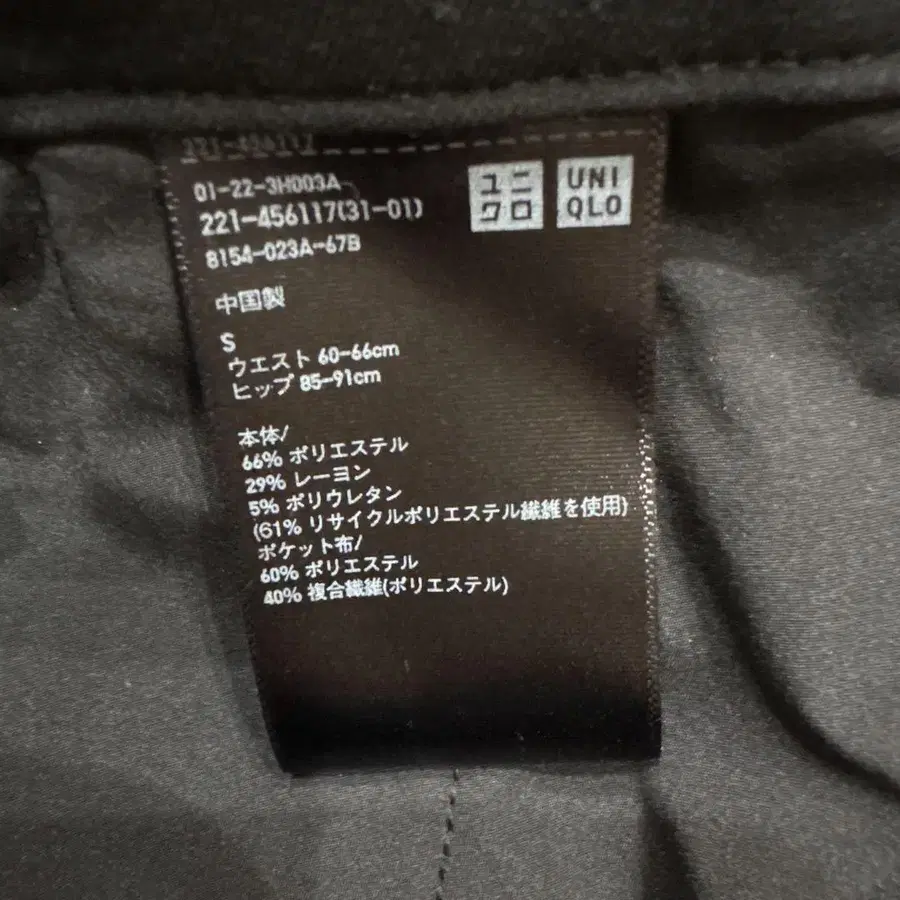 221-456117
01-22-3H003A-
221-456117(31-01)
8154-023A-67B
ユニ
クロ
UNI
QLO
中国製
S
ウエスト 60-66cm
ヒップ 85-91cm
本体/
66% ポリエステル
29% レーヨン
5% ポリウレタン
(61% リサイクルポリエステル繊維を使用)
ポケット布/
60% ポリエステル
40% 複合繊維(ポリエステル)